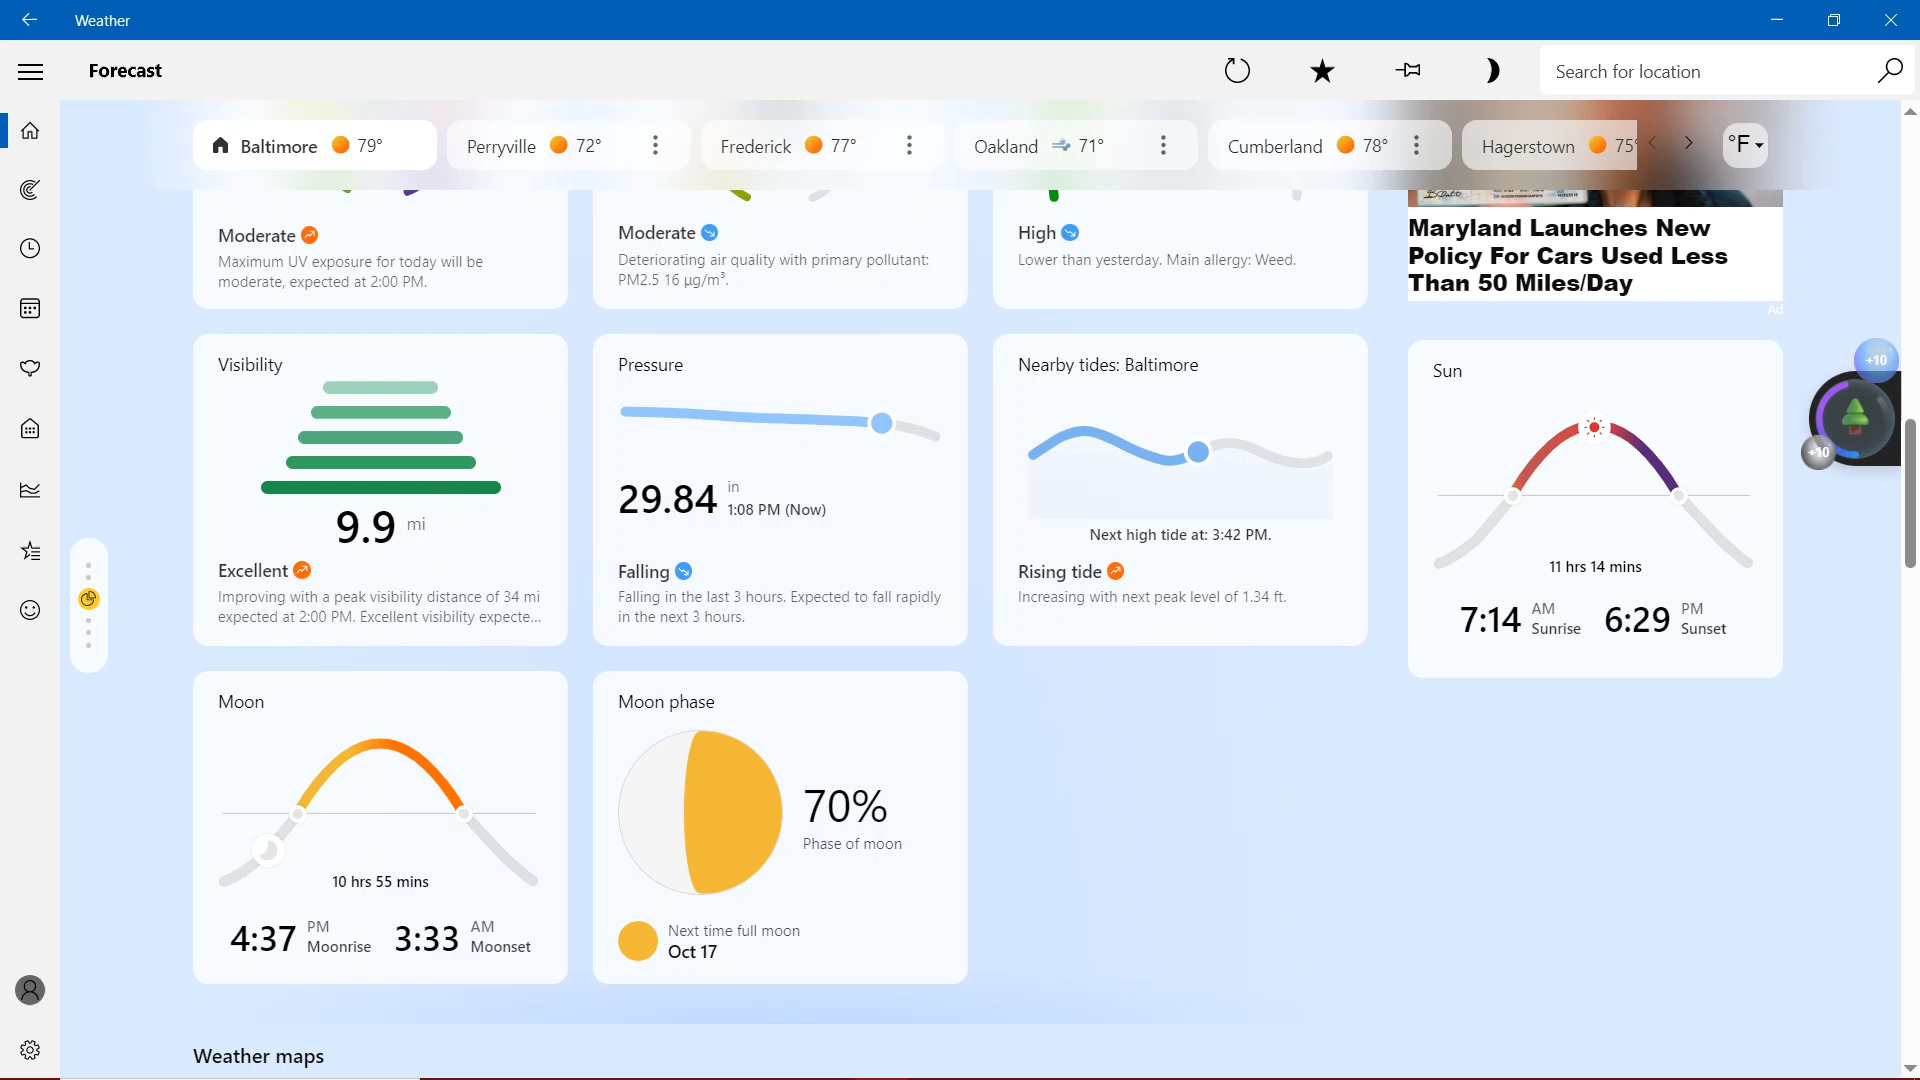 Weather
Forecast
Search for location
Baltimore 79°
Perryville 72°
Frederick 77°
Oakland 71°
Cumberland 78°
Hagerstown 75°
°F
Moderate
Maximum UV exposure for today will be
moderate, expected at 2:00 PM.
Moderate
Deteriorating air quality with primary pollutant:
PM2.5 16 μg/m³.
High
Lower than yesterday. Main allergy: Weed.
Maryland Launches New
Policy For Cars Used Less
Than 50 Miles/Day
Ad
Visibility
9.9 mi
Excellent
Improving with a peak visibility distance of 34 mi
expected at 2:00 PM. Excellent visibility expecte...
Pressure
29.84 in
1:08 PM (Now)
Falling
Falling in the last 3 hours. Expected to fall rapidly
in the next 3 hours.
Nearby tides: Baltimore
Next high tide at: 3:42 PM.
Rising tide
Increasing with next peak level of 1.34 ft.
Sun
11 hrs 14 mins
7:14 AM Sunrise
6:29 PM Sunset
+10
+10
Moon
10 hrs 55 mins
4:37 PM Moonrise
3:33 AM Moonset
Moon phase
70%
Phase of moon
Next time full moon
Oct 17
Weather maps